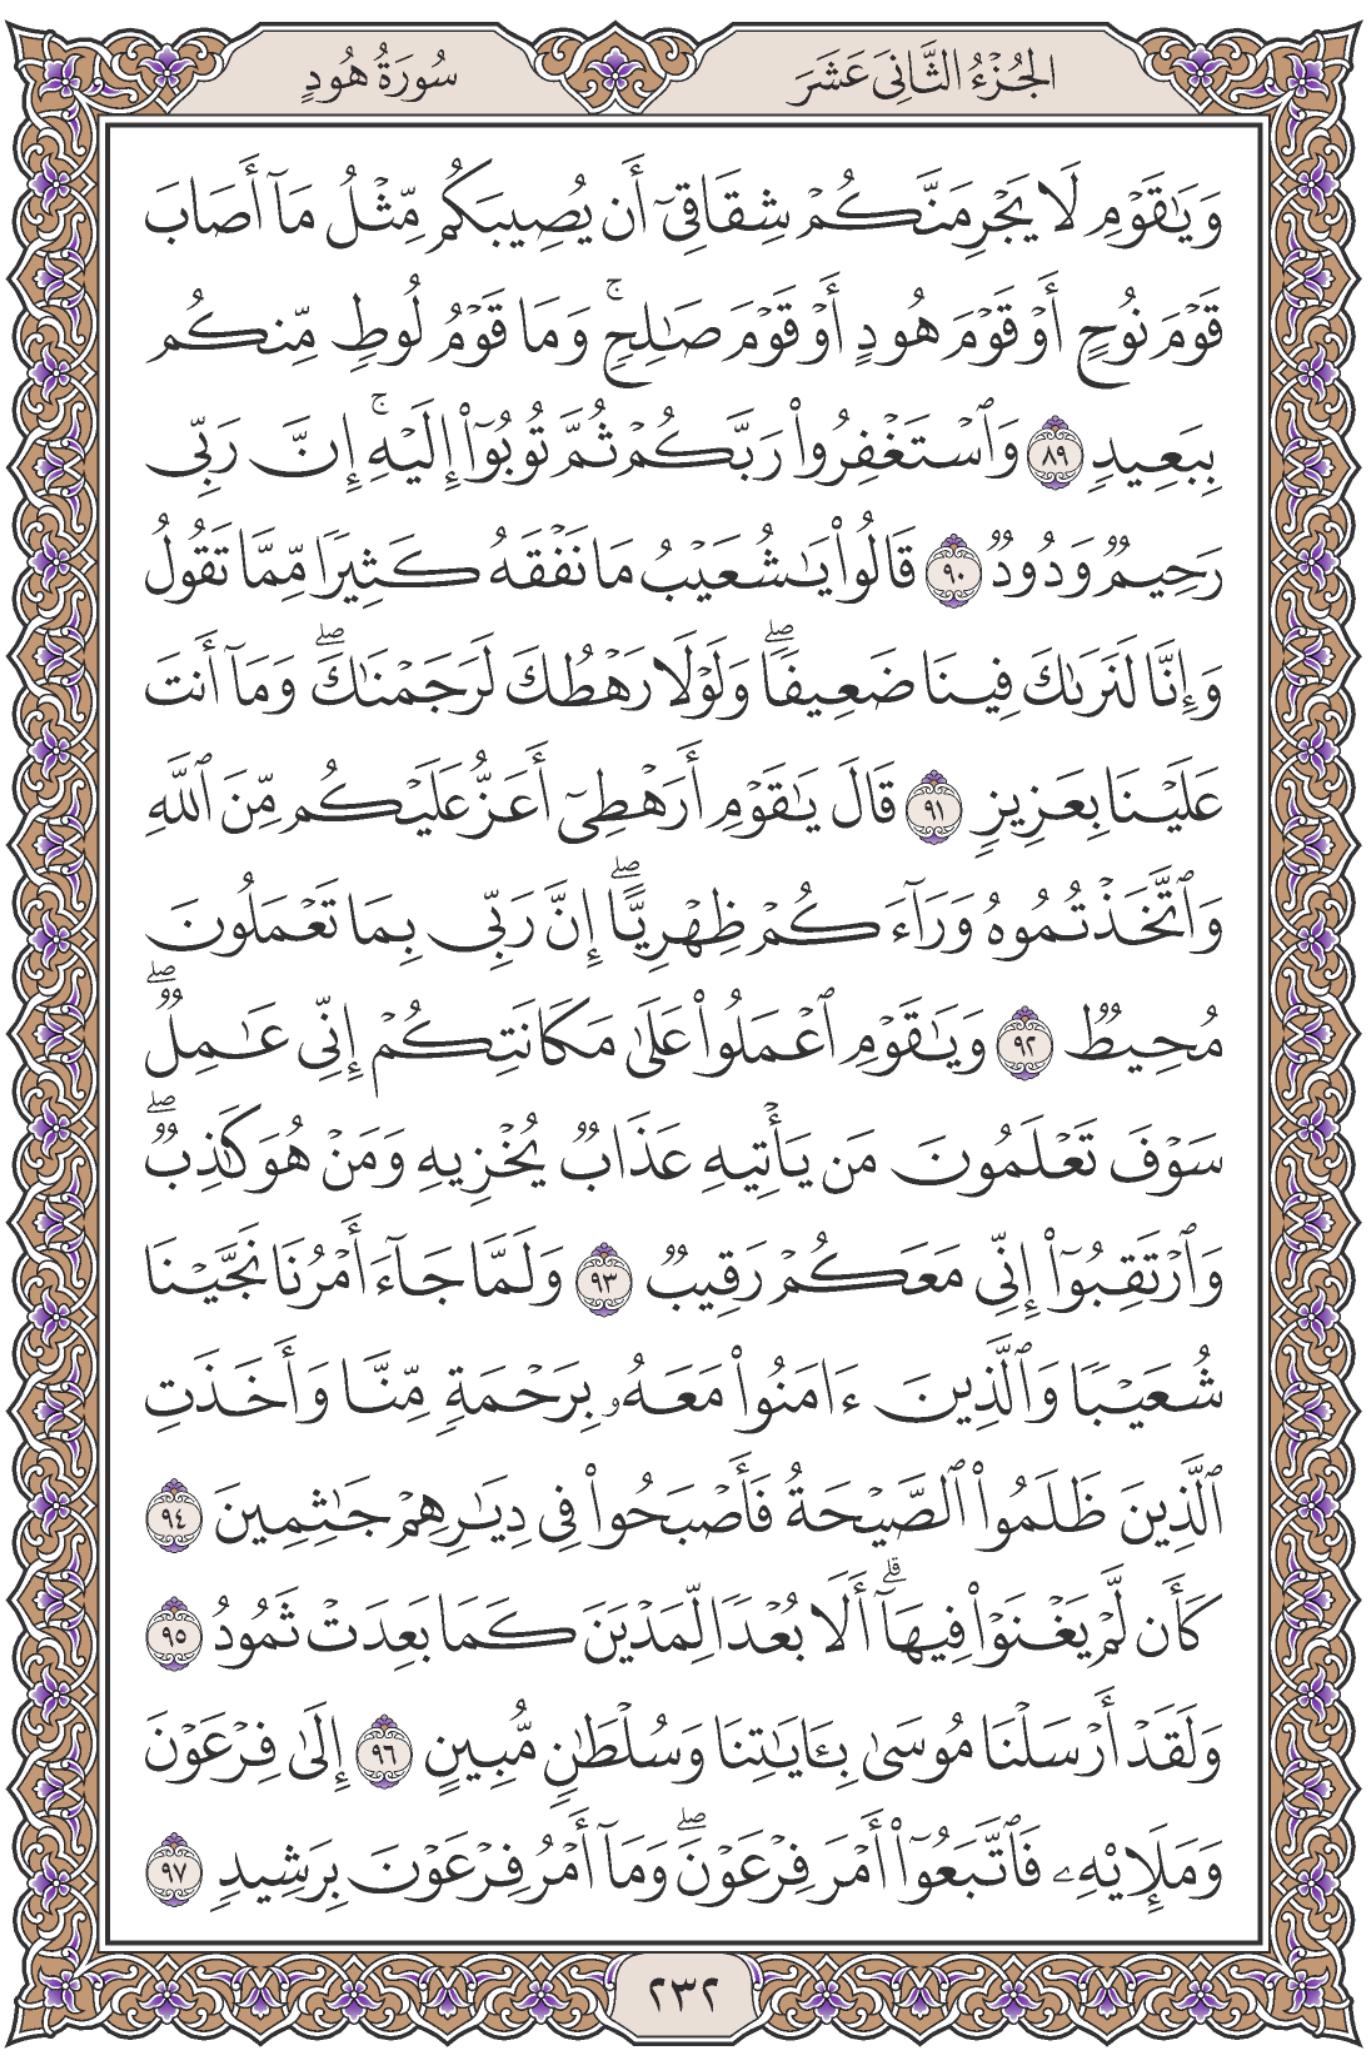 الجُزْءُ الثَّانِيَ عَشَرَ
سُورَةُ هُودٍ
وَيَٰقَوْمِ لَا يَجْرِمَنَّكُمْ شِقَاقِىٓ أَن يُصِيبَكُم مِّثْلُ مَآ أَصَابَ
قَوْمَ نُوحٍ أَوْ قَوْمَ هُودٍ أَوْ قَوْمَ صَٰلِحٍۚ وَمَا قَوْمُ لُوطٍ مِّنكُم
بِبَعِيدٍ ٨٩ وَٱسْتَغْفِرُوا۟ رَبَّكُمْ ثُمَّ تُوبُوٓا۟ إِلَيْهِۚ إِنَّ رَبِّى
رَحِيمٌ وَدُودٌ ٩٠ قَالُوا۟ يَٰشُعَيْبُ مَا نَفْقَهُ كَثِيرًا مِّمَّا تَقُولُ
وَإِنَّا لَنَرَىٰكَ فِينَا ضَعِيفًاۖ وَلَوْلَا رَهْطُكَ لَرَجَمْنَٰكَۖ وَمَآ أَنتَ
عَلَيْنَا بِعَزِيزٍ ٩١ قَالَ يَٰقَوْمِ أَرَهْطِىٓ أَعَزُّ عَلَيْكُم مِّنَ ٱللَّهِ
وَٱتَّخَذْتُمُوهُ وَرَآءَكُمْ ظِهْرِيًّاۖ إِنَّ رَبِّى بِمَا تَعْمَلُونَ
مُحِيطٌ ٩٢ وَيَٰقَوْمِ ٱعْمَلُوا۟ عَلَىٰ مَكَانَتِكُمْ إِنِّى عَٰمِلٌۖ
سَوْفَ تَعْلَمُونَ مَن يَأْتِيهِ عَذَابٌ يُخْزِيهِ وَمَنْ هُوَ كَٰذِبٌۖ
وَٱرْتَقِبُوٓا۟ إِنِّى مَعَكُمْ رَقِيبٌ ٩٣ وَلَمَّا جَآءَ أَمْرُنَا نَجَّيْنَا
شُعَيْبًا وَٱلَّذِينَ ءَامَنُوا۟ مَعَهُۥ بِرَحْمَةٍ مِّنَّا وَأَخَذَتِ
ٱلَّذِينَ ظَلَمُوا۟ ٱلصَّيْحَةُ فَأَصْبَحُوا۟ فِى دِيَٰرِهِمْ جَٰثِمِينَ ٩٤
كَأَن لَّمْ يَغْنَوْا۟ فِيهَآۗ أَلَا بُعْدًا لِّمَدْيَنَ كَمَا بَعِدَتْ ثَمُودُ ٩٥
وَلَقَدْ أَرْسَلْنَا مُوسَىٰ بِـَٔايَٰتِنَا وَسُلْطَٰنٍ مُّبِينٍ ٩٦ إِلَىٰ فِرْعَوْنَ
وَمَلَإِي۟هِۦ فَٱتَّبَعُوٓا۟ أَمْرَ فِرْعَوْنَۖ وَمَآ أَمْرُ فِرْعَوْنَ بِرَشِيدٍ ٩٧
٢٣٢